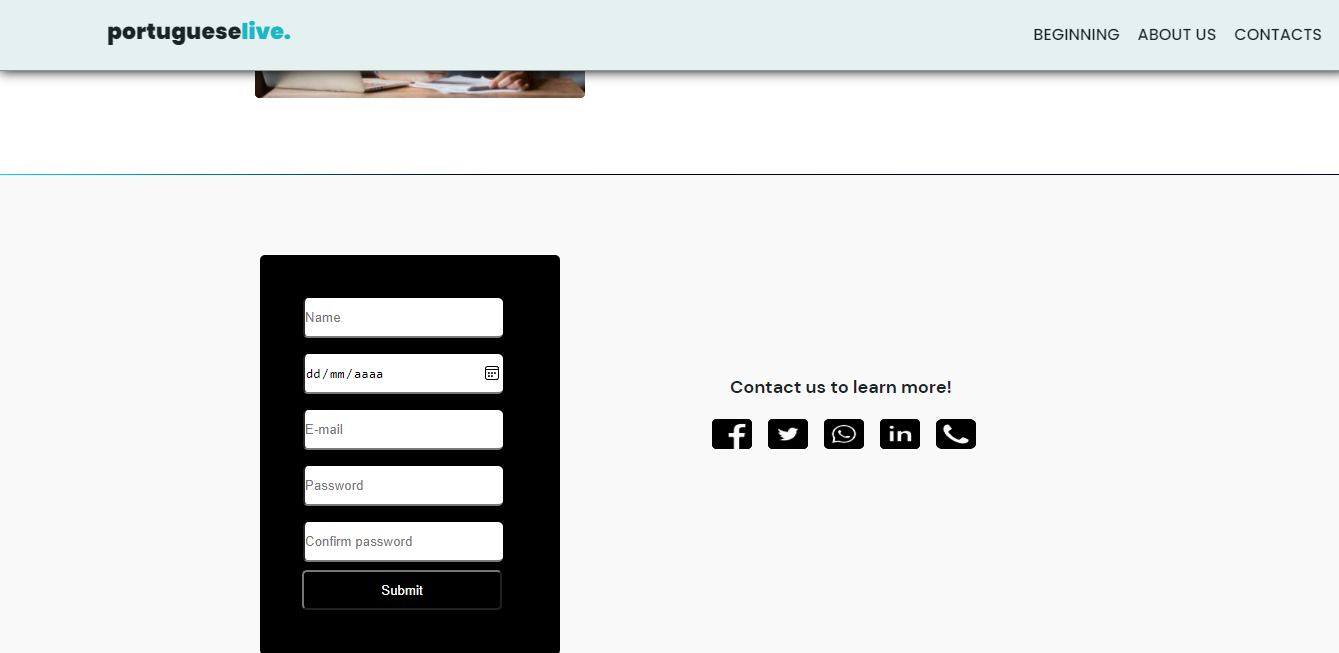 portugueselive.
BEGINNING ABOUT US CONTACTS
Name
dd/mm/aaaa
E-mail
Password
Confirm password
Submit
Contact us to learn more!